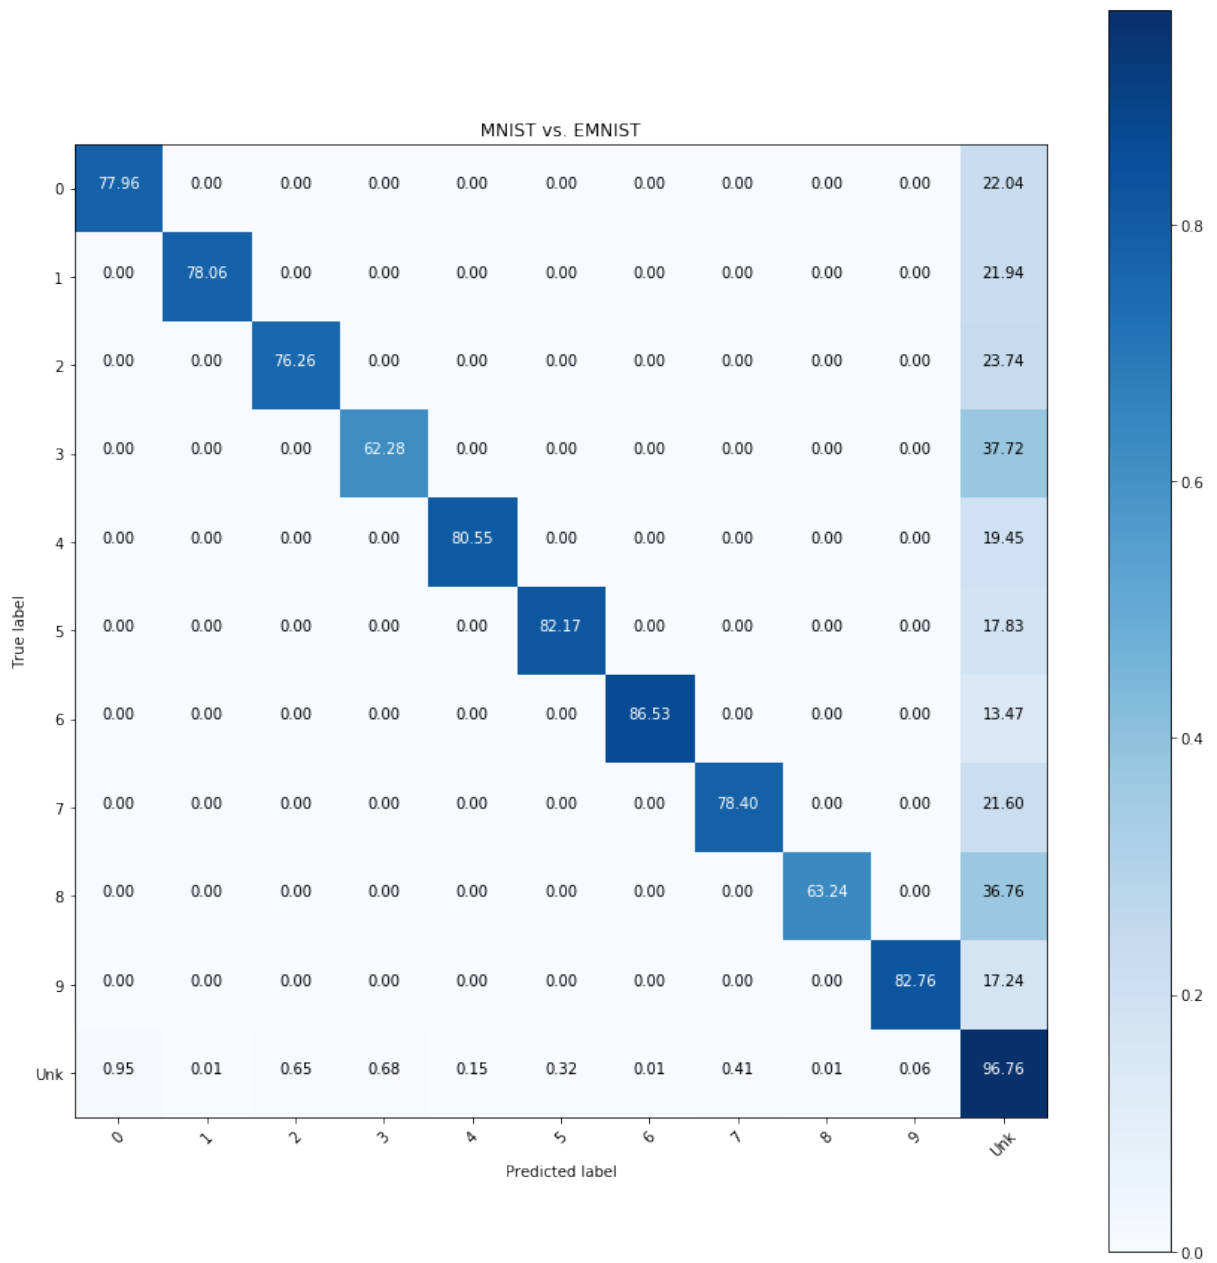 MNIST vs. EMNIST
0 77.96 0.00 0.00 0.00 0.00 0.00 0.00 0.00 0.00 0.00 22.04
1 0.00 78.06 0.00 0.00 0.00 0.00 0.00 0.00 0.00 0.00 21.94
2 0.00 0.00 76.26 0.00 0.00 0.00 0.00 0.00 0.00 0.00 23.74
3 0.00 0.00 0.00 62.28 0.00 0.00 0.00 0.00 0.00 0.00 37.72
4 0.00 0.00 0.00 0.00 80.55 0.00 0.00 0.00 0.00 0.00 19.45
5 0.00 0.00 0.00 0.00 0.00 82.17 0.00 0.00 0.00 0.00 17.83
6 0.00 0.00 0.00 0.00 0.00 0.00 86.53 0.00 0.00 0.00 13.47
7 0.00 0.00 0.00 0.00 0.00 0.00 0.00 78.40 0.00 0.00 21.60
8 0.00 0.00 0.00 0.00 0.00 0.00 0.00 0.00 63.24 0.00 36.76
9 0.00 0.00 0.00 0.00 0.00 0.00 0.00 0.00 0.00 82.76 17.24
Unk 0.95 0.01 0.65 0.68 0.15 0.32 0.01 0.41 0.01 0.06 96.76
0 1 2 3 4 5 6 7 8 9 Unk
Predicted label
True label
0.8
0.6
0.4
0.2
0.0